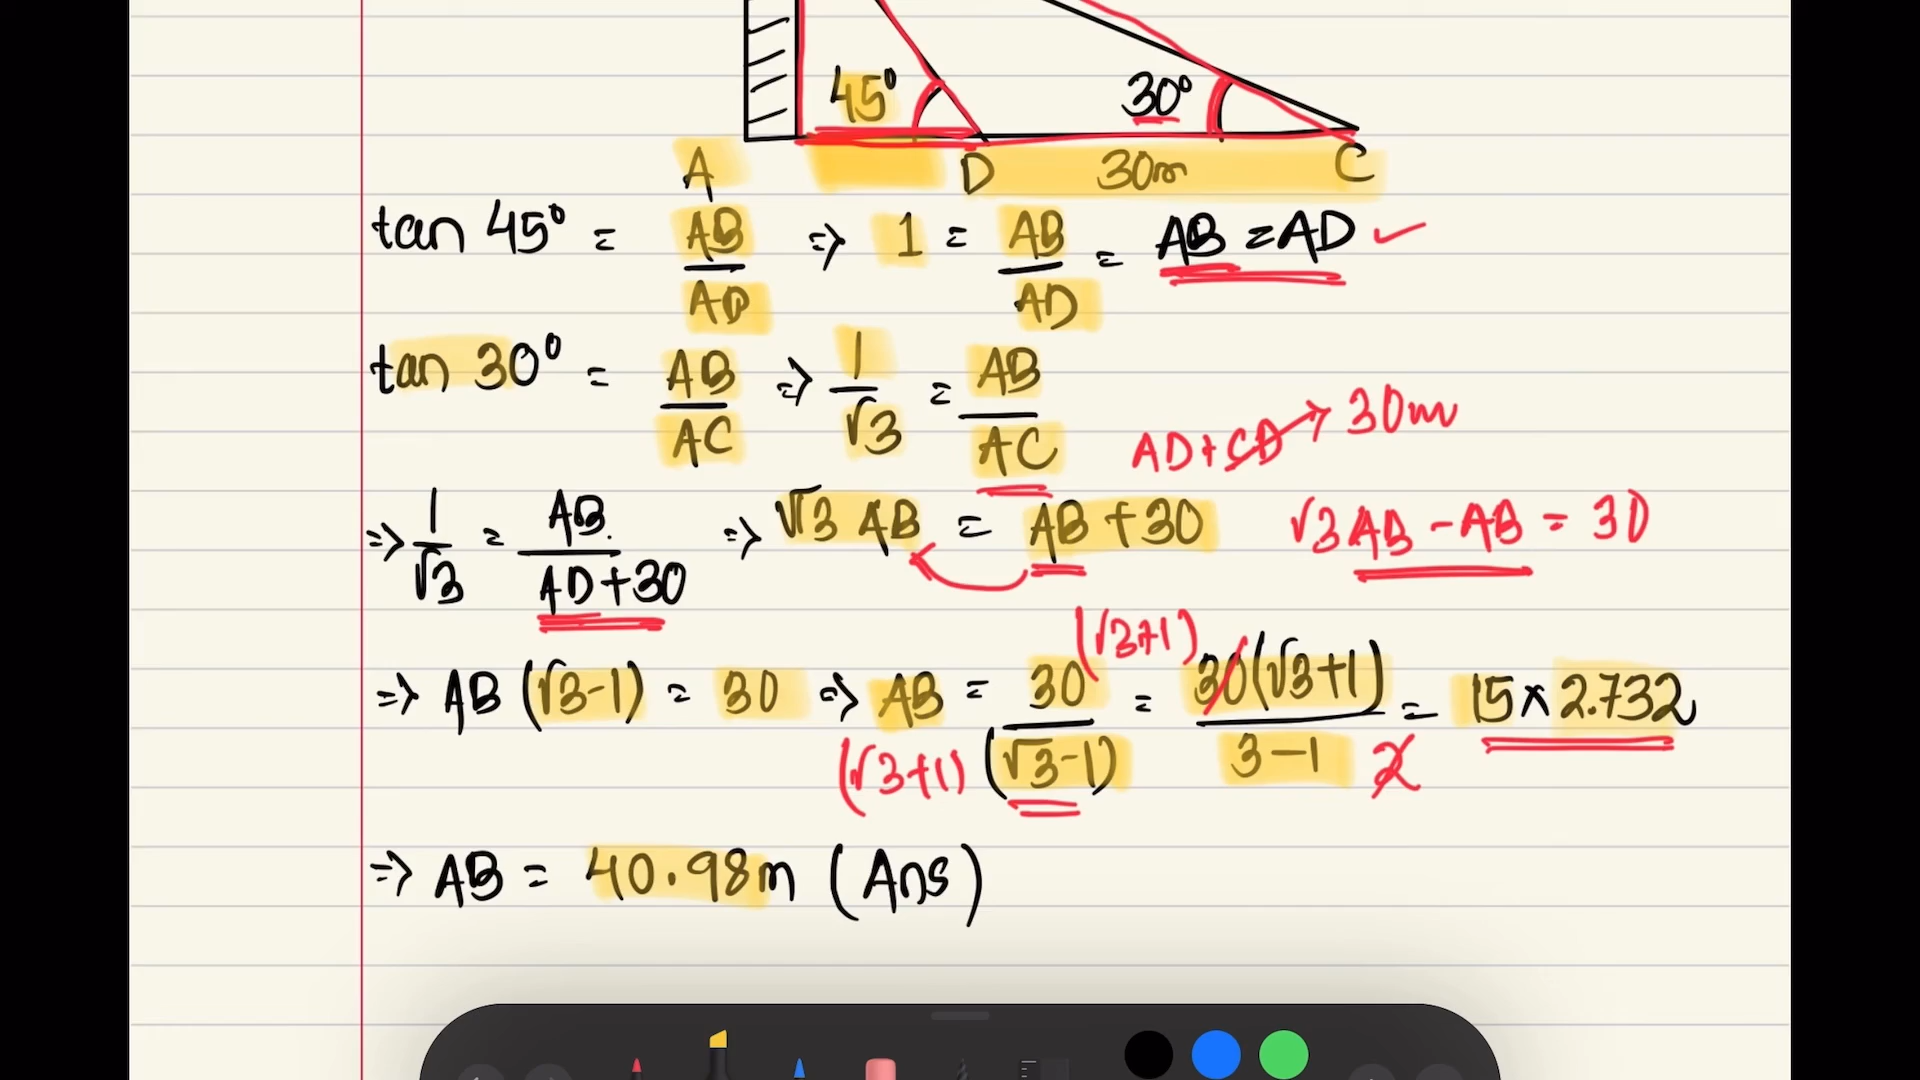 45° 30°
A D 30m C
tan 45° = AB/AD => 1 = AB/AD = AB = AD ✓
tan 30° = AB/AC => 1/√3 = AB/AC AD+CD → 30m
=> 1/√3 = AB/AD+30 => √3 AB = AB+30 √3AB-AB = 30
=> AB (√3-1) = 30 => AB = 30(√3+1)/(√3-1)(√3+1) = 30(√3+1)/3-1 2 = 15×2.732
=> AB = 40.98m (Ans)